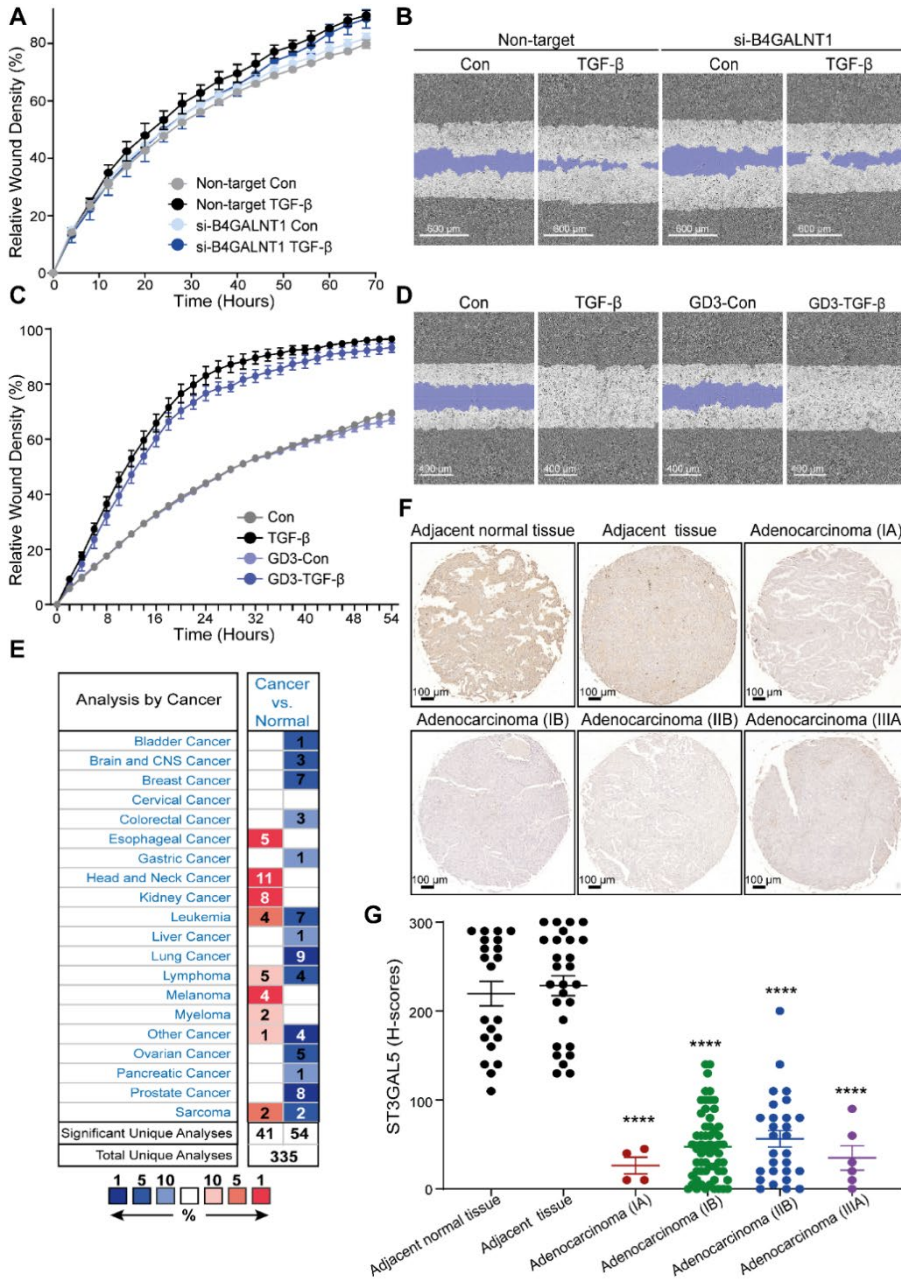 A
Relative Wound Density (%)
80
60
40
20
0
0 10 20 30 40 50 60 70
Time (Hours)
Non-target Con
Non-target TGF-β
si-B4GALNT1 Con
si-B4GALNT1 TGF-β
B
Non-target si-B4GALNT1
Con TGF-β Con TGF-β
600 µm 600 µm 600 µm 600 µm
C
Relative Wound Density (%)
100
80
60
40
20
0
0 8 16 24 32 40 48 54
Time (Hours)
Con
TGF-β
GD3-Con
GD3-TGF-β
D
Con TGF-β GD3-Con GD3-TGF-β
400 µm 400 µm 400 µm 400 µm
E
Analysis by Cancer
Cancer
vs.
Normal
Bladder Cancer 1
Brain and CNS Cancer 3
Breast Cancer 7
Cervical Cancer
Colorectal Cancer 3
Esophageal Cancer 5
Gastric Cancer 1
Head and Neck Cancer 11
Kidney Cancer 8
Leukemia 4 7
Liver Cancer 1
Lung Cancer 9
Lymphoma 5 4
Melanoma 4
Myeloma 2
Other Cancer 1 4
Ovarian Cancer 5
Pancreatic Cancer 1
Prostate Cancer 8
Sarcoma 2 2
Significant Unique Analyses 41 54
Total Unique Analyses 335
1 5 10 10 5 1
%
F
Adjacent normal tissue Adjacent tissue Adenocarcinoma (IA)
100 µm 100 µm 100 µm
Adenocarcinoma (IB) Adenocarcinoma (IIB) Adenocarcinoma (IIIA)
100 µm 100 µm 100 µm
G
ST3GAL5 (H-scores)
300
200
100
0
**** **** **** ****
Adjacent normal tissue
Adjacent tissue
Adenocarcinoma (IA)
Adenocarcinoma (IB)
Adenocarcinoma (IIB)
Adenocarcinoma (IIIA)